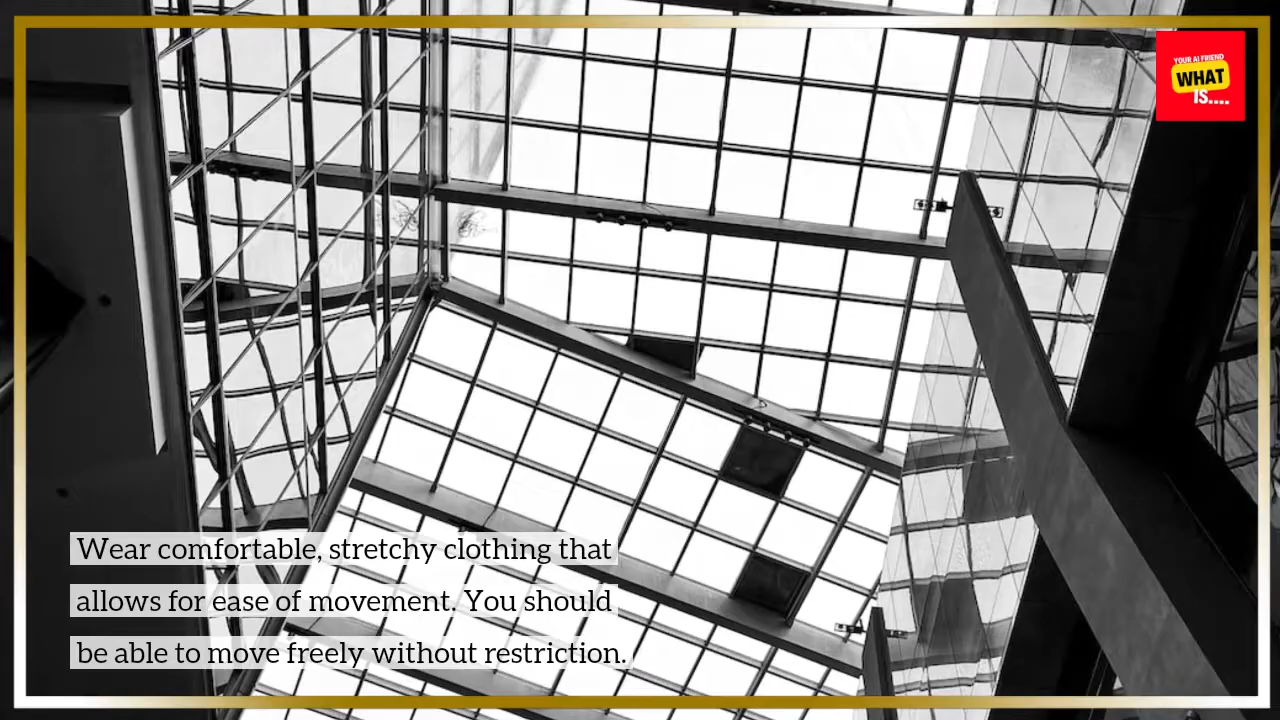 YOUR AI FRIEND
WHAT
IS....
Wear comfortable, stretchy clothing that
allows for ease of movement. You should
be able to move freely without restriction.